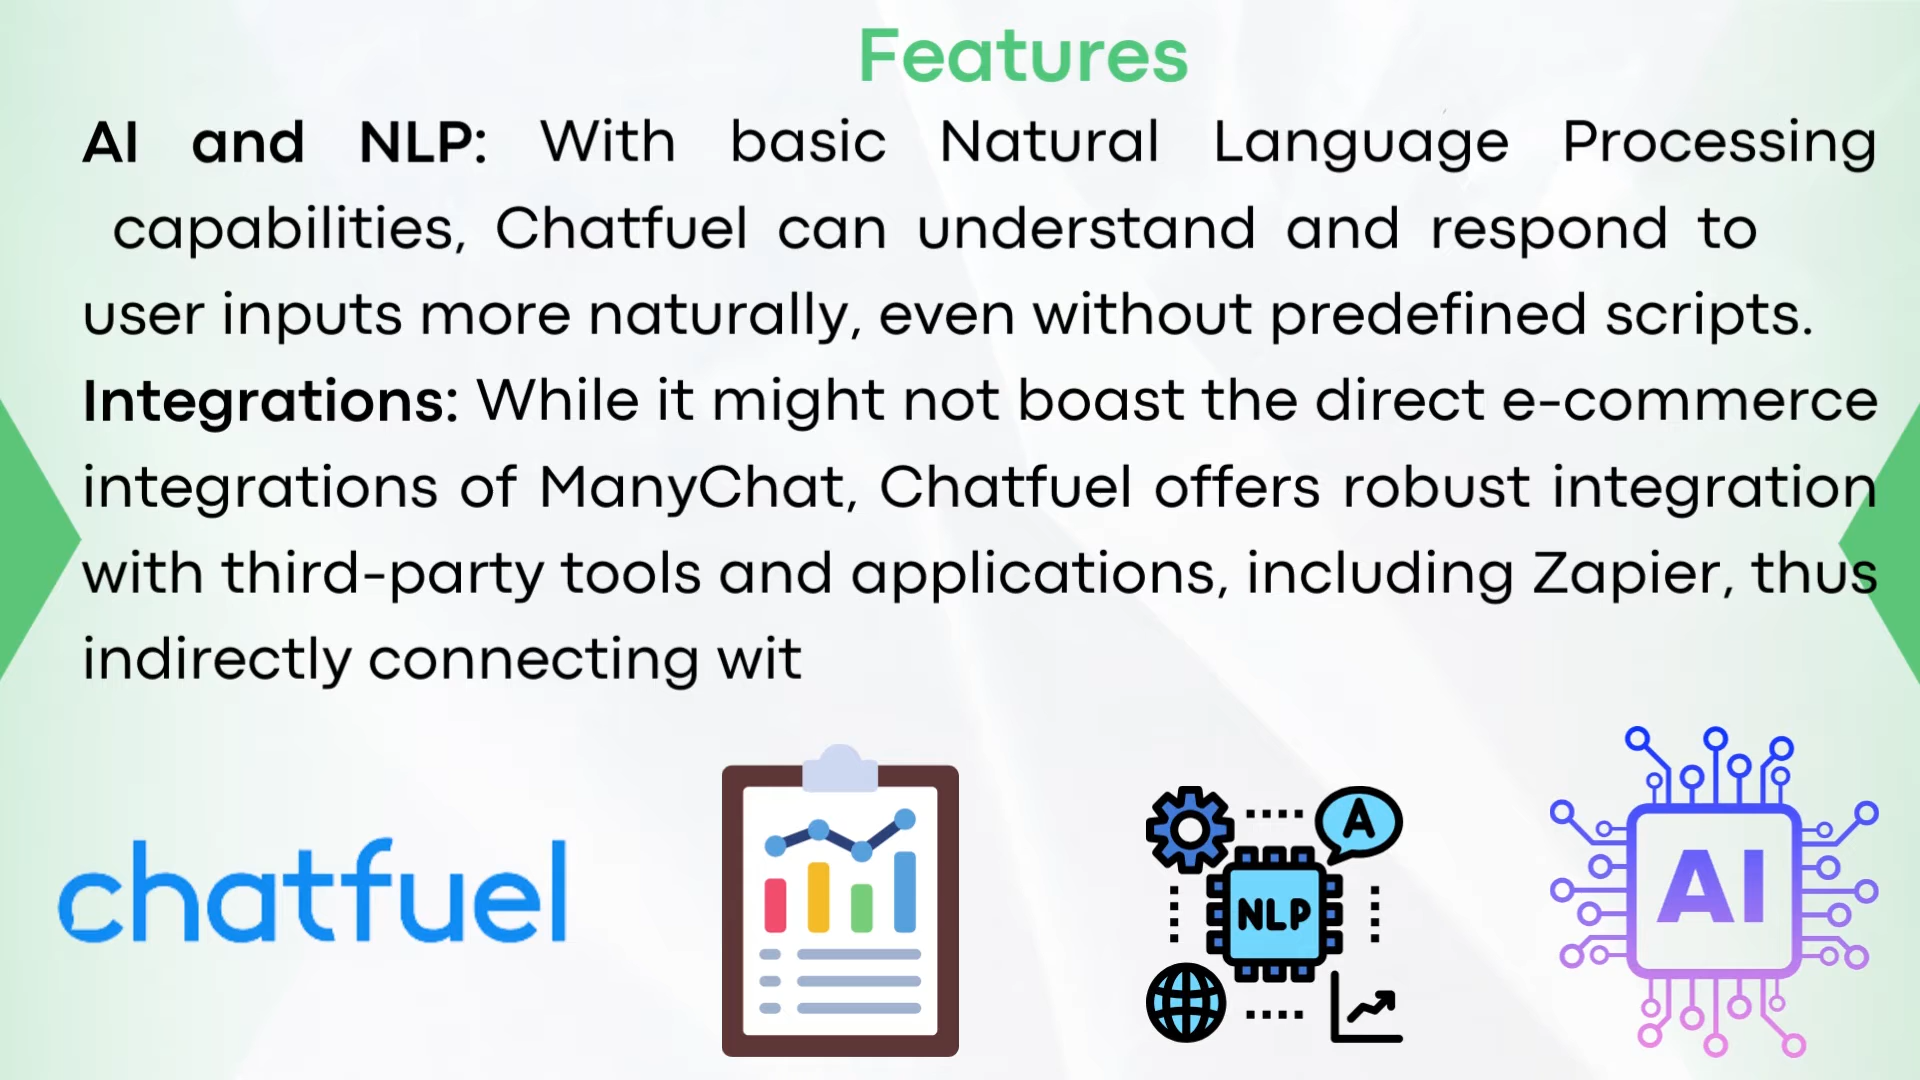 Features
AI and NLP: With basic Natural Language Processing
capabilities, Chatfuel can understand and respond to
user inputs more naturally, even without predefined scripts.
Integrations: While it might not boast the direct e-commerce
integrations of ManyChat, Chatfuel offers robust integration
with third-party tools and applications, including Zapier, thus
indirectly connecting wit
chatfuel
A
NLP
AI